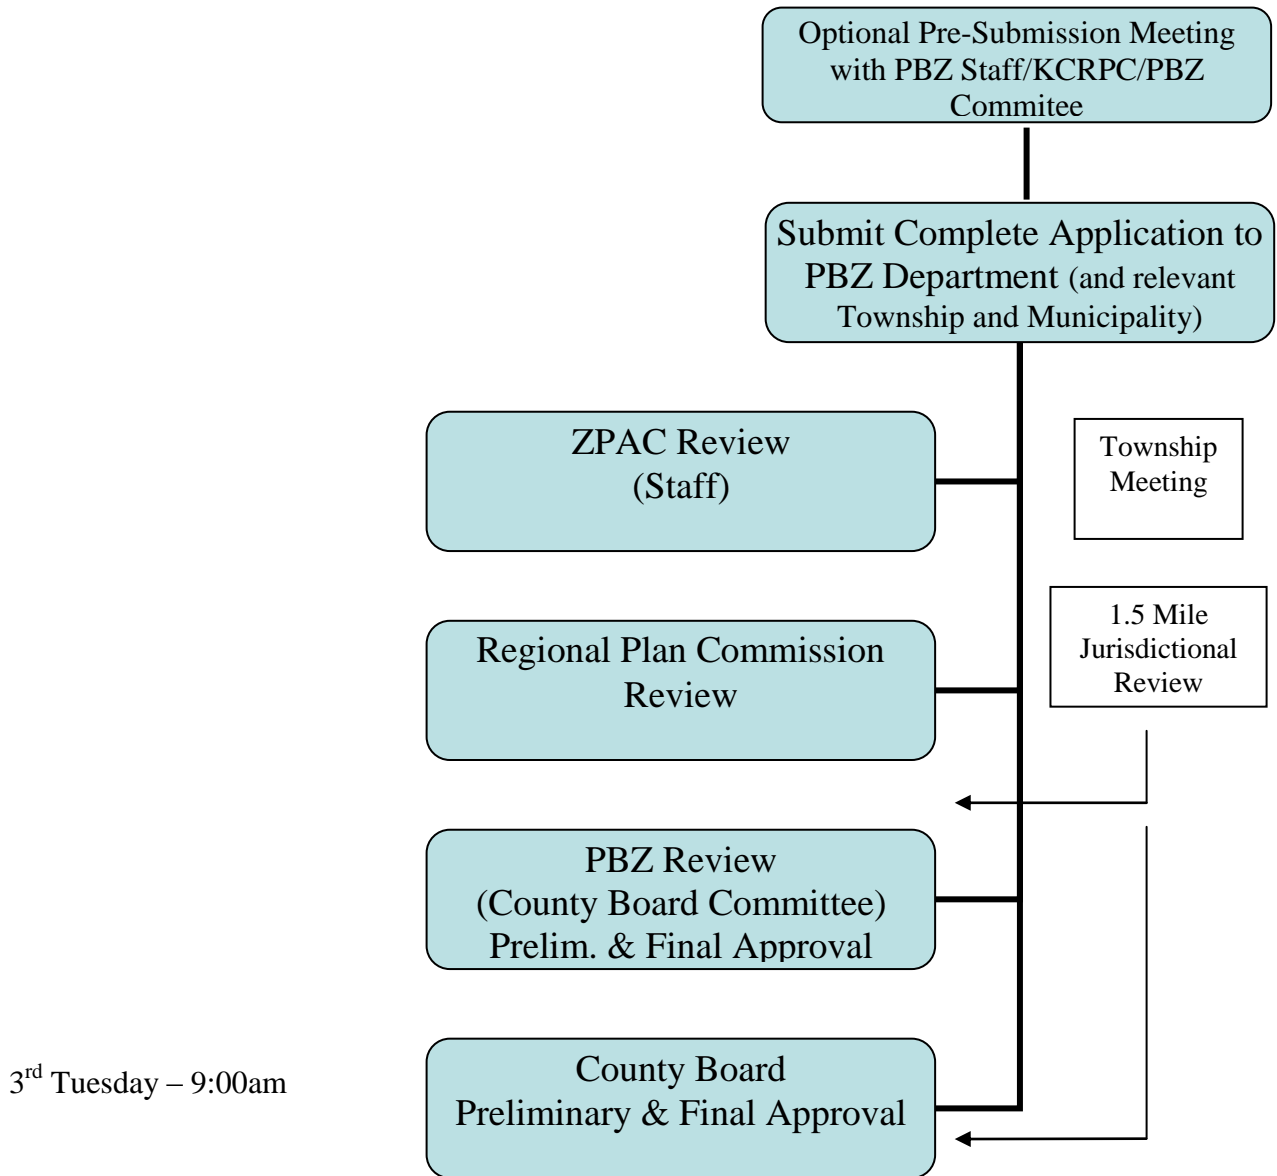 Optional Pre-Submission Meeting
with PBZ Staff/KCRPC/PBZ
Commitee
Submit Complete Application to
PBZ Department (and relevant
Township and Municipality)
ZPAC Review
(Staff)
Township
Meeting
Regional Plan Commission
Review
1.5 Mile
Jurisdictional
Review
PBZ Review
(County Board Committee)
Prelim. & Final Approval
3rd Tuesday – 9:00am
County Board
Preliminary & Final Approval